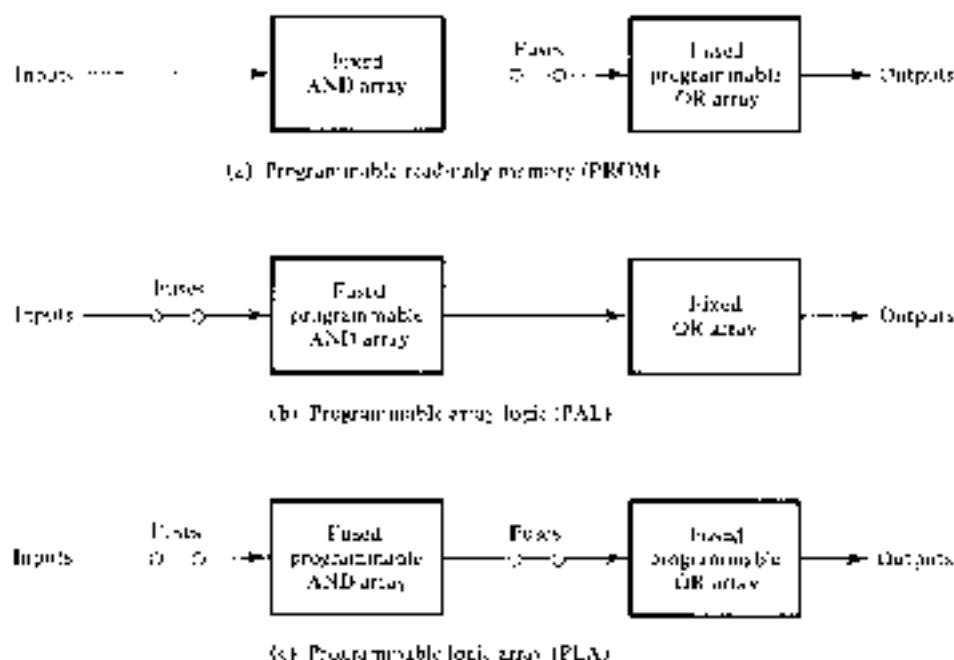 Inputs
Fixed
AND array
Fuses
Fused
programmable
OR array
Outputs
(a) Programmable read-only memory (PROM)
Inputs
Fuses
Fused
programmable
AND array
Fixed
OR array
Outputs
(b) Programmable array logic (PAL)
Inputs
Fuses
Fused
programmable
AND array
Fuses
Fused
programmable
OR array
Outputs
(c) Programmable logic array (PLA)